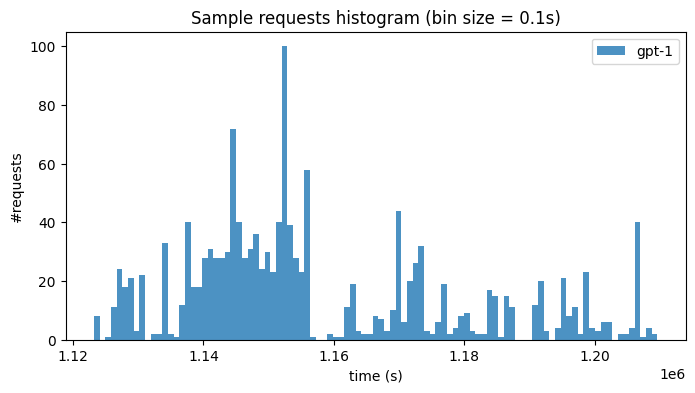 Sample requests histogram (bin size = 0.1s)
gpt-1
#requests
100
80
60
40
20
0
1.12
1.14
1.16
1.18
1.20
1e6
time (s)